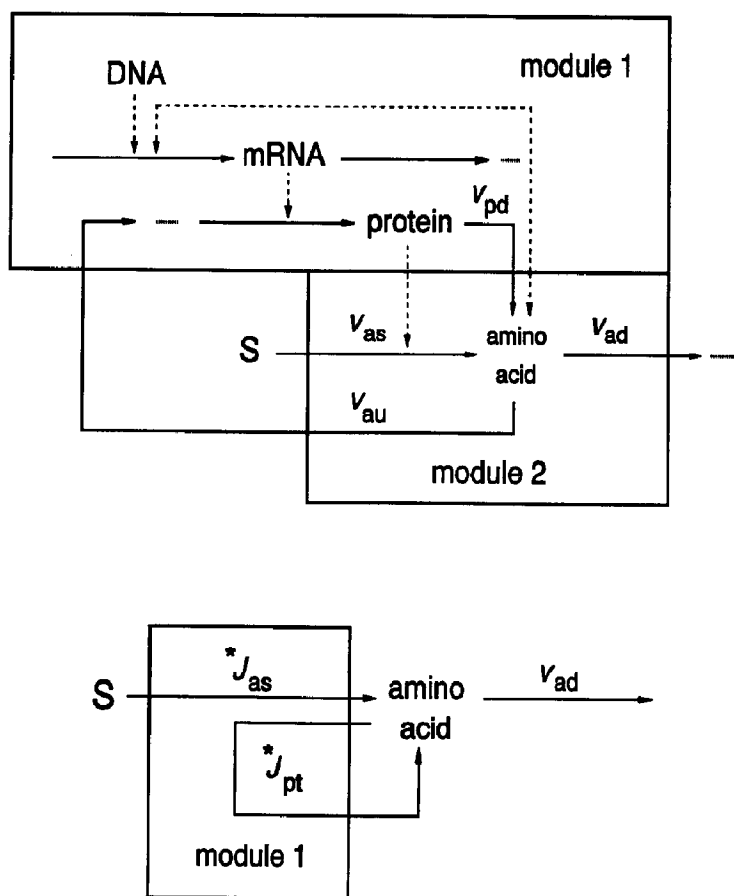 DNA
module 1
mRNA
v_pd
protein
v_as
amino
v_ad
S
acid
v_au
module 2
*J_as
S
amino
v_ad
acid
*J_pt
module 1